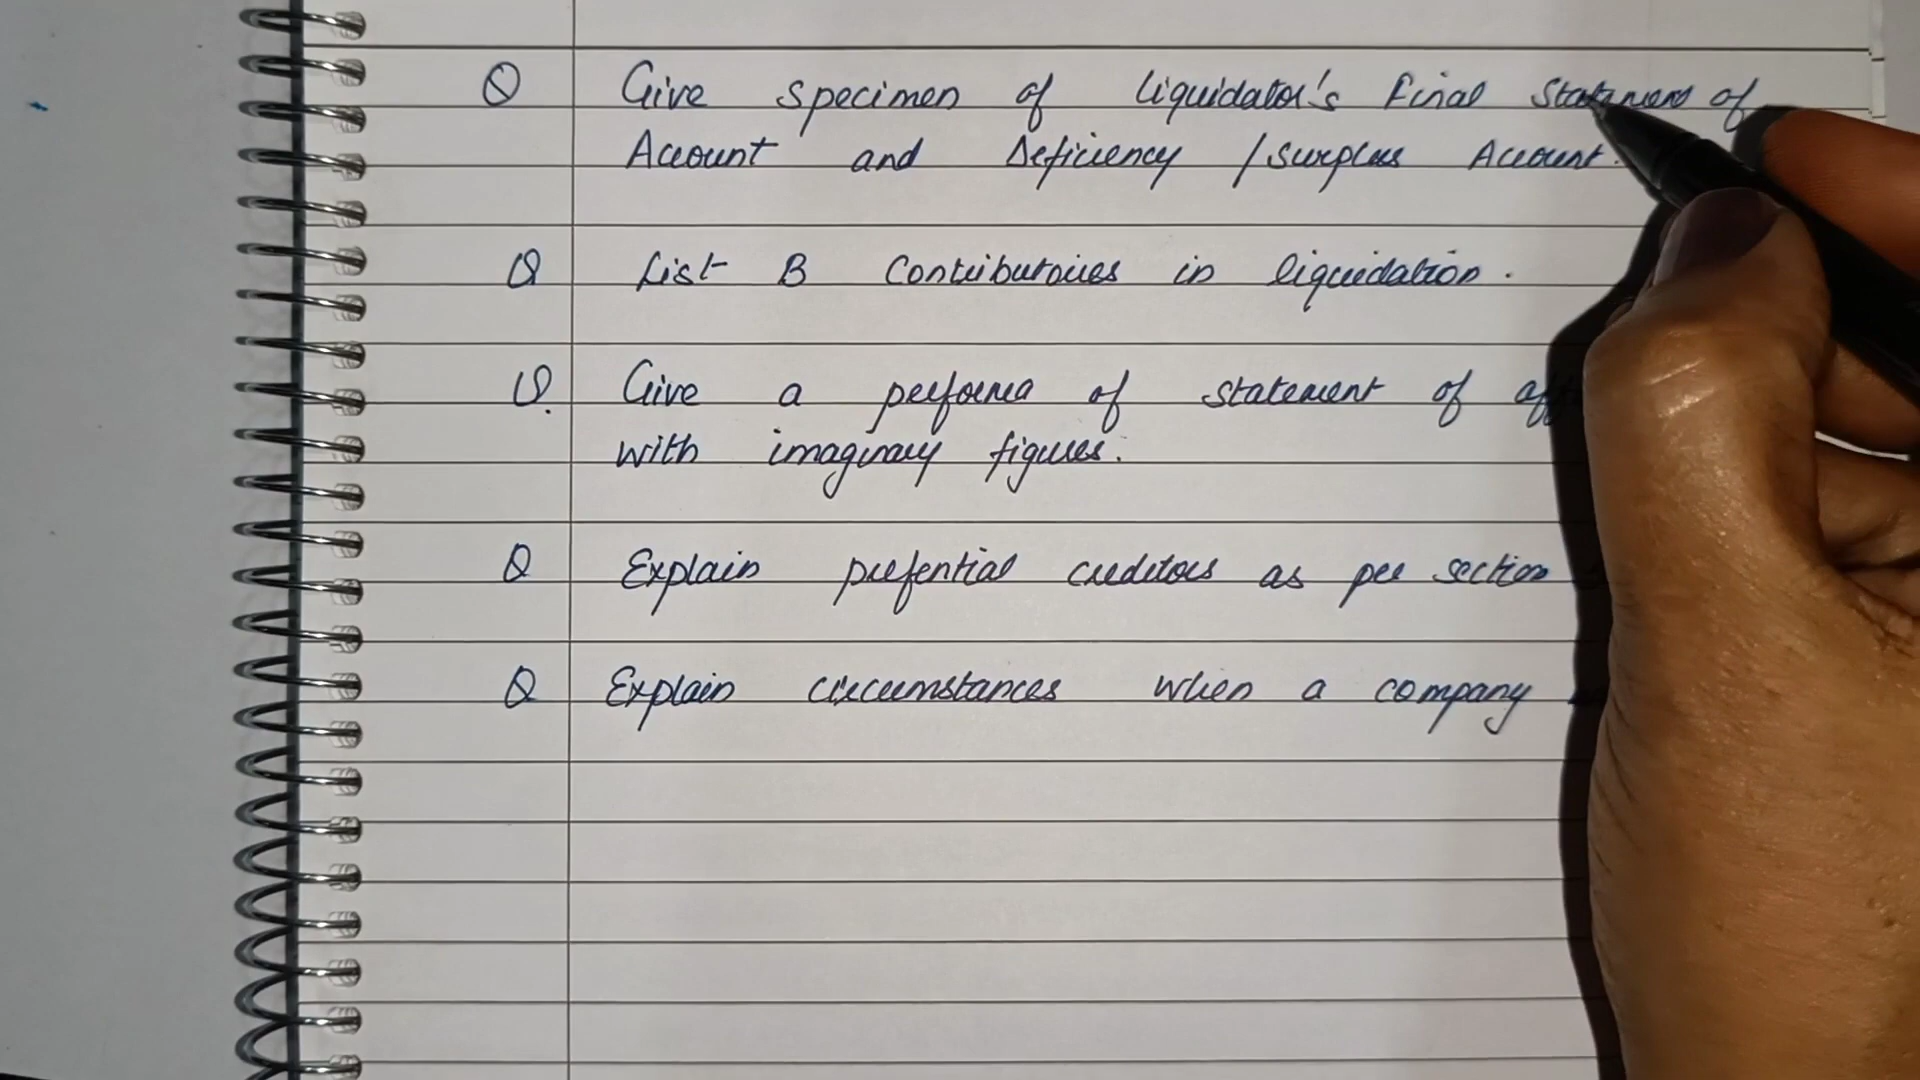 Q Give specimen of liquidator's Final Statement of
Account and Deficiency / Surplus Account.
Q List B Contributories in liquidation.
Q. Give a performa of statement of
with imaginary figures.
Q Explain prefential creditors as per section
Q Explain circumstances when a company